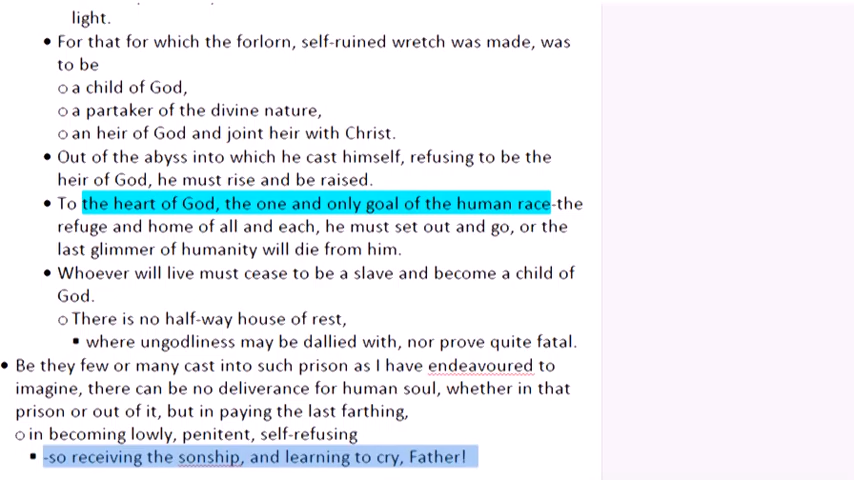 light.
• For that for which the forlorn, self-ruined wretch was made, was
to be
○ a child of God,
○ a partaker of the divine nature,
○ an heir of God and joint heir with Christ.
• Out of the abyss into which he cast himself, refusing to be the
heir of God, he must rise and be raised.
• To the heart of God, the one and only goal of the human race-the
refuge and home of all and each, he must set out and go, or the
last glimmer of humanity will die from him.
• Whoever will live must cease to be a slave and become a child of
God.
○ There is no half-way house of rest,
▪ where ungodliness may be dallied with, nor prove quite fatal.
• Be they few or many cast into such prison as I have endeavoured to
imagine, there can be no deliverance for human soul, whether in that
prison or out of it, but in paying the last farthing,
○ in becoming lowly, penitent, self-refusing
▪ -so receiving the sonship, and learning to cry, Father!